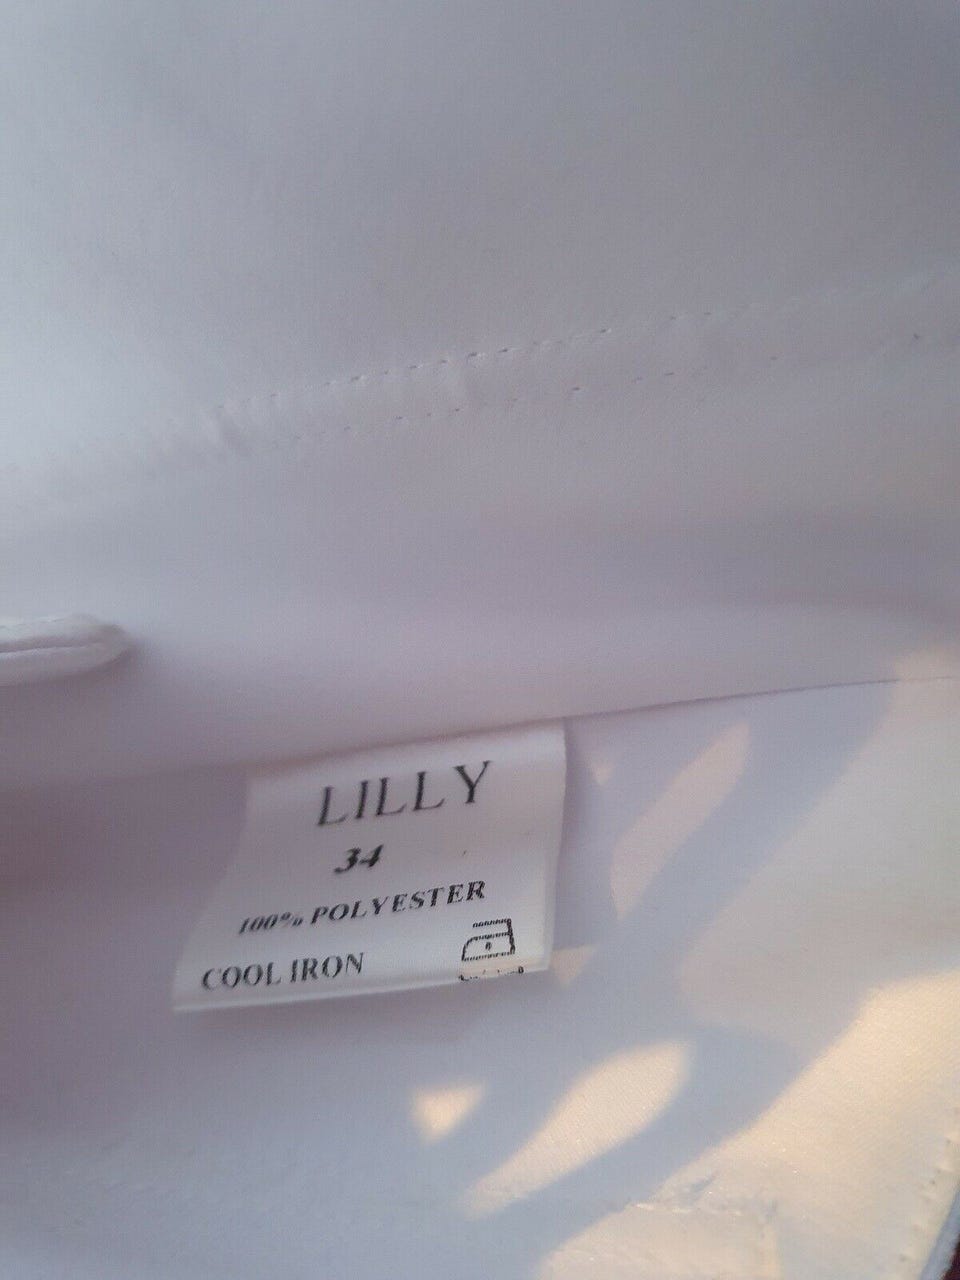 LILLY
34
100% POLYESTER
COOL IRON